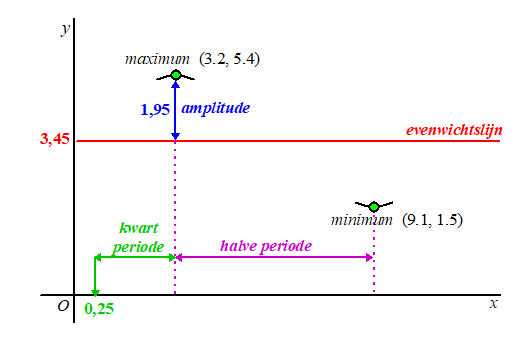 y
maximum (3.2, 5.4)
1,95 amplitude
evenwichtslijn
3,45
minimum (9.1, 1.5)
kwart
periode
halve periode
O
0,25
x